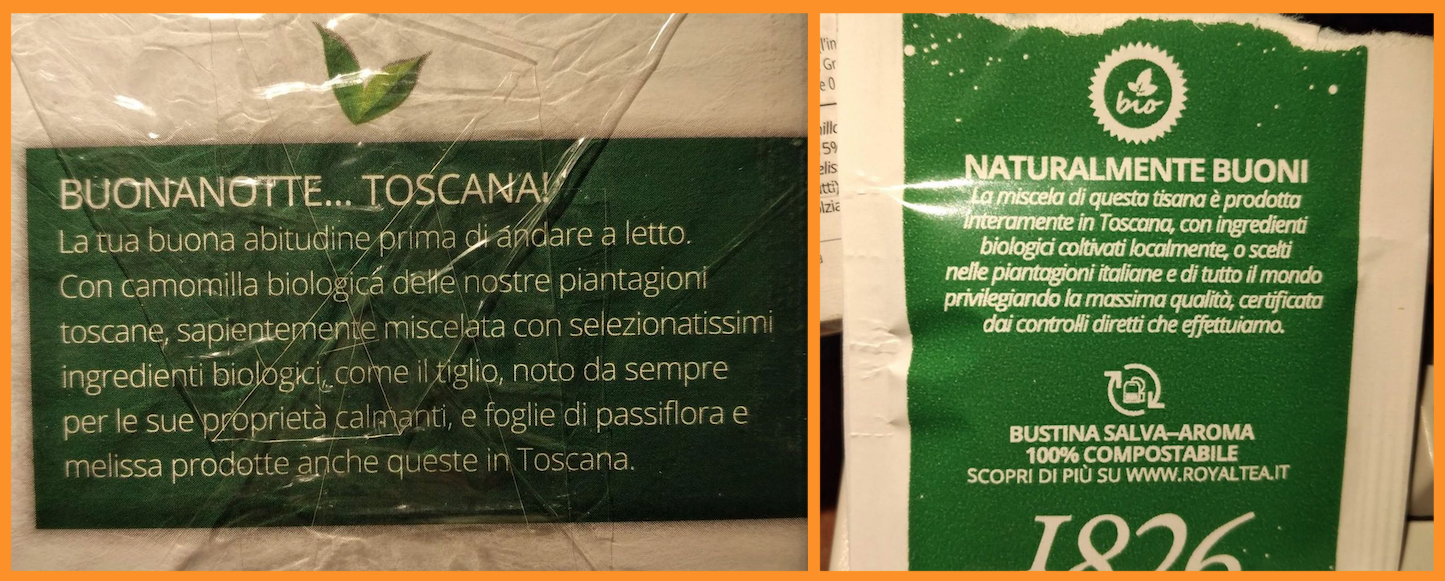 BUONANOTTE... TOSCANA!
La tua buona abitudine prima di andare a letto.
Con camomilla biologica delle nostre piantagioni
toscane, sapientemente miscelata con selezionatissimi
ingredienti biologici, come il tiglio, noto da sempre
per le sue proprietà calmanti, e foglie di passiflora e
melissa prodotte anche queste in Toscana.
bio
NATURALMENTE BUONI
La miscela di questa tisana è prodotta
interamente in Toscana, con ingredienti
biologici coltivati localmente, o scelti
nelle piantagioni italiane e di tutto il mondo
privilegiando la massima qualità, certificata
dai controlli diretti che effettuiamo.
BUSTINA SALVA–AROMA
100% COMPOSTABILE
SCOPRI DI PIÙ SU WWW.ROYALTEA.IT
1826